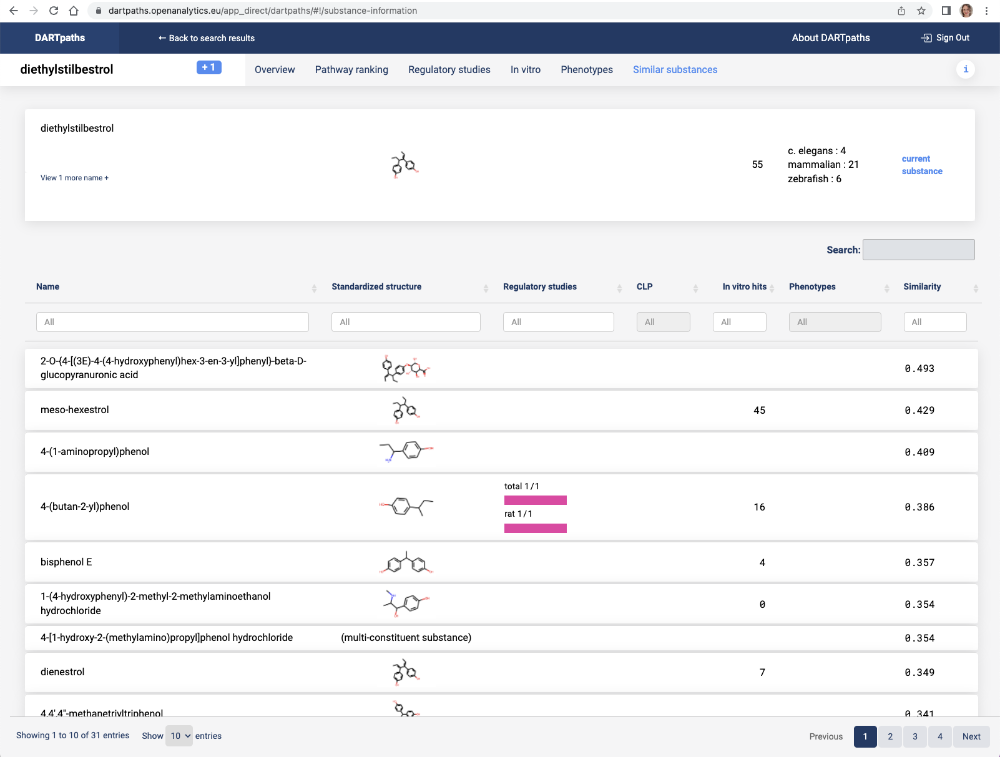 dartpaths.openanalytics.eu/app_direct/dartpaths/#!/substance-information
DARTpaths
← Back to search results
About DARTpaths
Sign Out
diethylstilbestrol
+ 1
Overview
Pathway ranking
Regulatory studies
In vitro
Phenotypes
Similar substances
i
diethylstilbestrol
View 1 more name +
55
c. elegans : 4
mammalian : 21
zebrafish : 6
current
substance
Search:
Name
Standardized structure
Regulatory studies
CLP
In vitro hits
Phenotypes
Similarity
All
All
All
All
All
All
All
2-O-{4-[(3E)-4-(4-hydroxyphenyl)hex-3-en-3-yl]phenyl}-beta-D-
glucopyranuronic acid
0.493
meso-hexestrol
45
0.429
4-(1-aminopropyl)phenol
0.409
4-(butan-2-yl)phenol
total 1/1
rat 1/1
16
0.386
bisphenol E
4
0.357
1-(4-hydroxyphenyl)-2-methyl-2-methylaminoethanol
hydrochloride
0
0.354
4-[1-hydroxy-2-(methylamino)propyl]phenol hydrochloride
(multi-constituent substance)
0.354
dienestrol
7
0.349
4,4',4''-methanetriyltriphenol
0.341
Showing 1 to 10 of 31 entries
Show 10 entries
Previous
1
2
3
4
Next